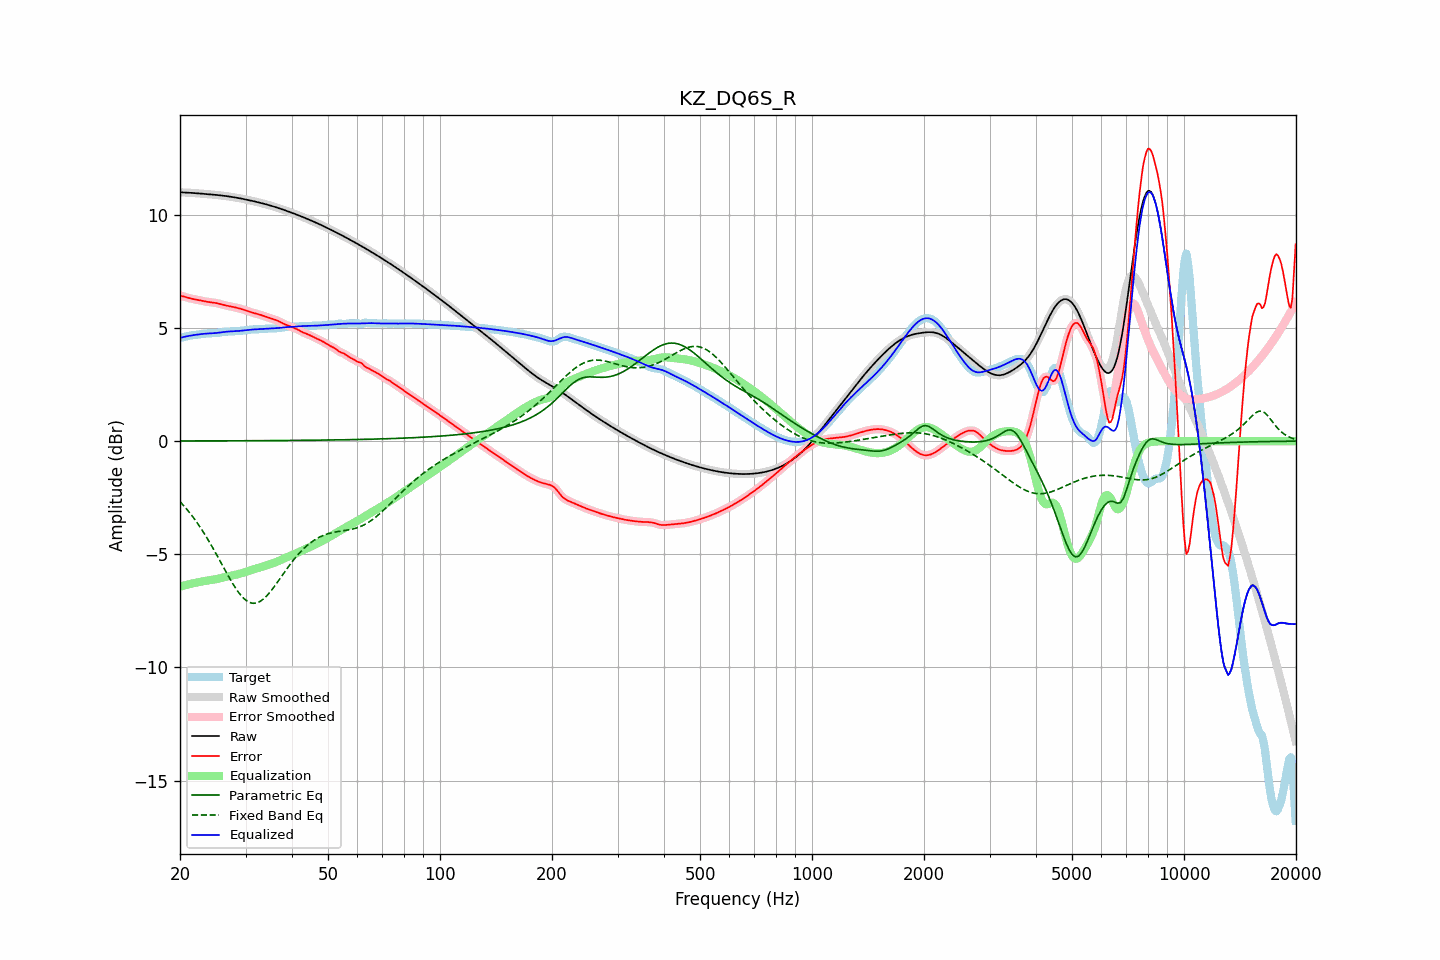 KZ_DQ6S_R
Amplitude (dBr)
10
5
0
−5
−10
−15
Target
Raw Smoothed
Error Smoothed
Raw
Error
Equalization
Parametric Eq
Fixed Band Eq
Equalized
20 50 100 200 500 1000 2000 5000 10000 20000
Frequency (Hz)